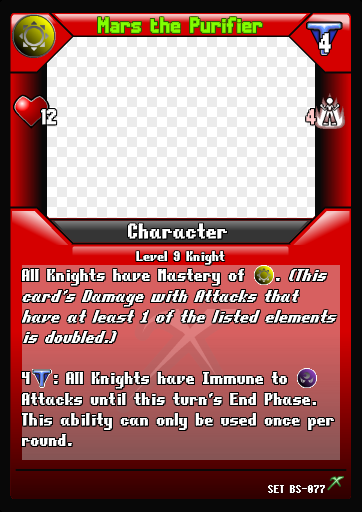 Mars the Purifier
4
12
4
Character
Level 9 Knight
All Knights have Mastery of . (This
card's Damage with Attacks that
have at least 1 of the listed elements
is doubled.)
4: All Knights have Immune to
Attacks until this turn's End Phase.
This ability can only be used once per
round.
SET BS-077